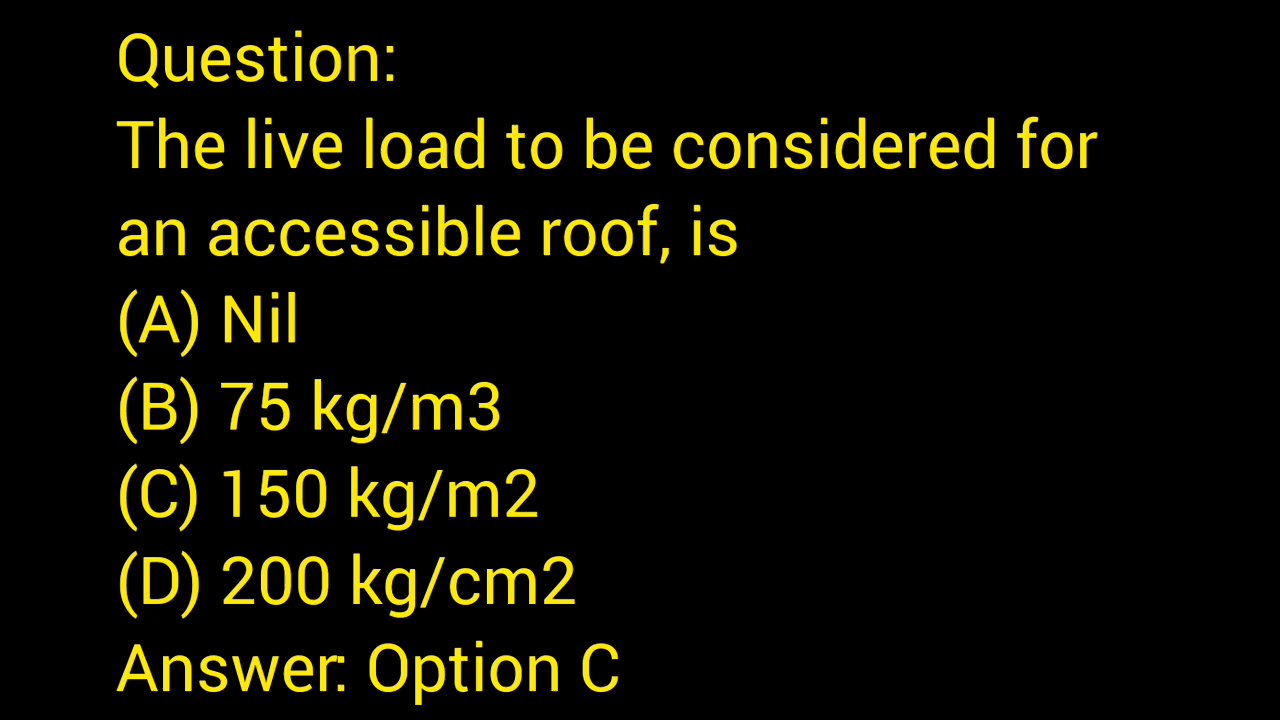 Question:
The live load to be considered for
an accessible roof, is
(A) Nil
(B) 75 kg/m3
(C) 150 kg/m2
(D) 200 kg/cm2
Answer: Option C